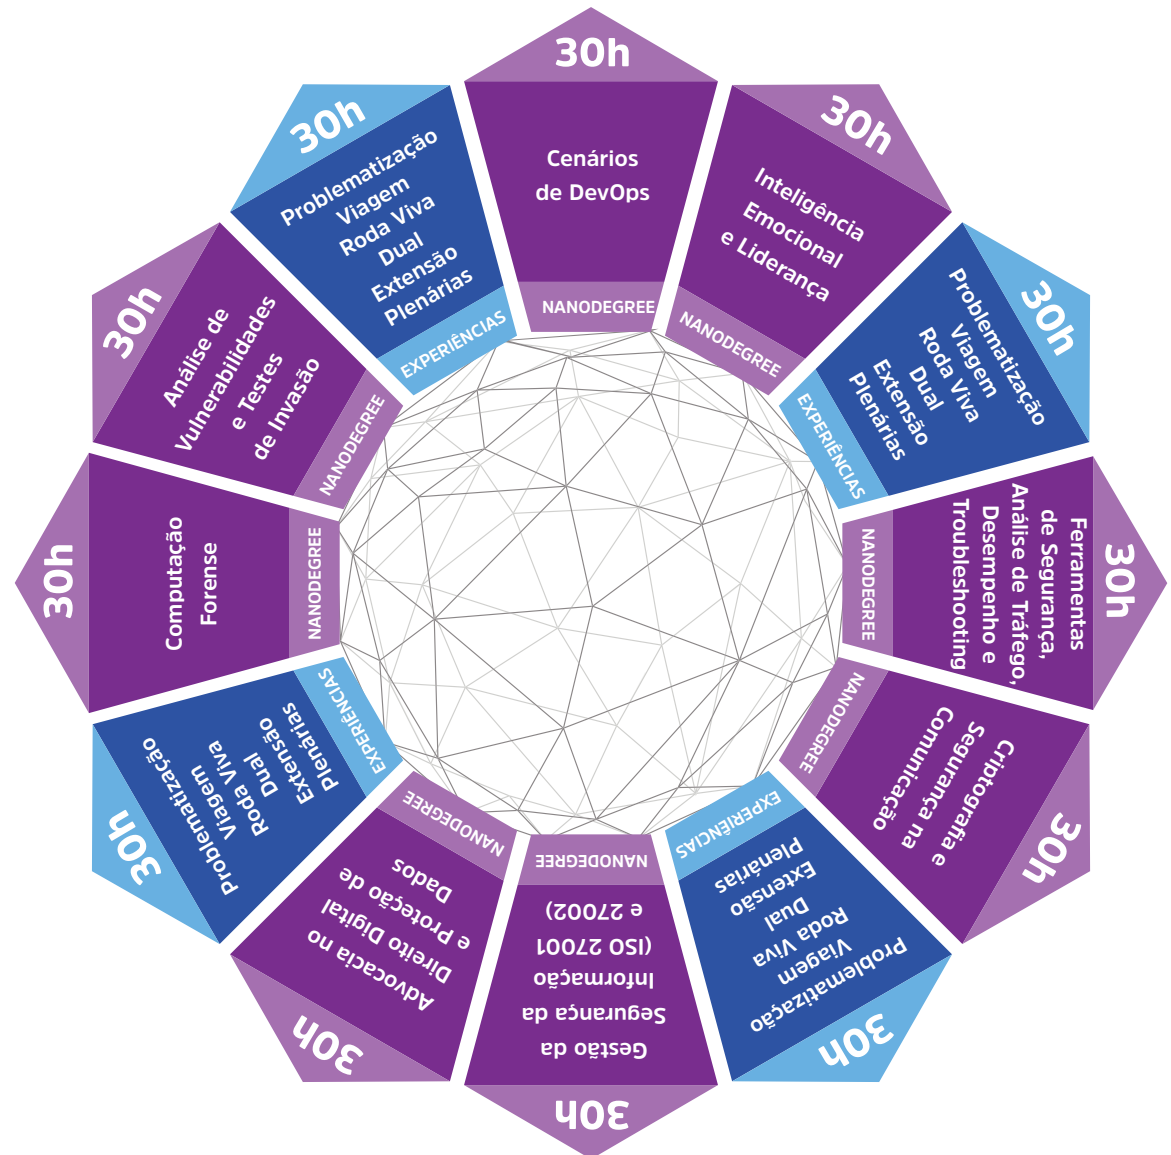 30h
Cenários
de DevOps
NANODEGREE
30h
Inteligência
Emocional
e Liderança
NANODEGREE
30h
Problematização
Viagem
Roda Viva
Dual
Extensão
Plenárias
EXPERIÊNCIAS
30h
Ferramentas
de Segurança,
Análise de Tráfego,
Desempenho e
Troubleshooting
NANODEGREE
30h
Criptografia e
Segurança na
Comunicação
NANODEGREE
30h
Problematização
Viagem
Roda Viva
Dual
Extensão
Plenárias
EXPERIÊNCIAS
30h
Gestão da
Segurança da
Informação
(ISO 27001
e 27002)
NANODEGREE
30h
Advocacia no
Direito Digital
e Proteção de
Dados
NANODEGREE
30h
Problematização
Viagem
Roda Viva
Dual
Extensão
Plenárias
EXPERIÊNCIAS
30h
Computação
Forense
NANODEGREE
30h
Análise de
Vulnerabilidades
e Testes
de Invasão
NANODEGREE
30h
Problematização
Viagem
Roda Viva
Dual
Extensão
Plenárias
EXPERIÊNCIAS